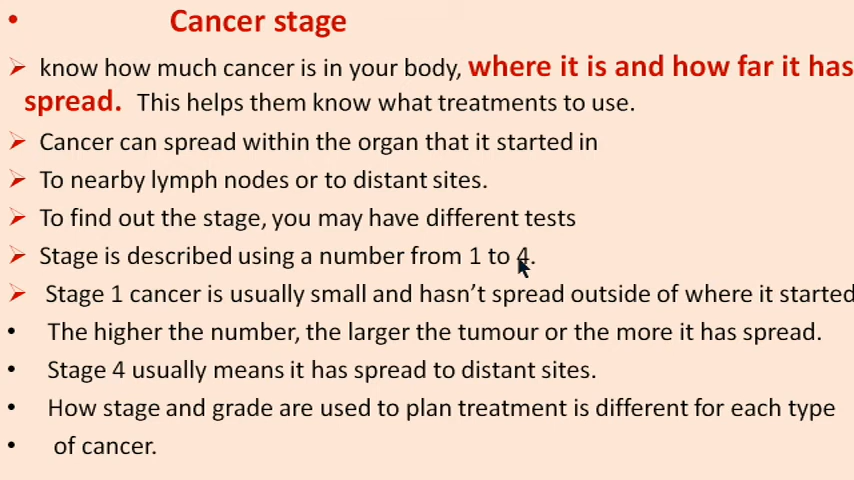 • Cancer stage
➢ know how much cancer is in your body, where it is and how far it has
spread. This helps them know what treatments to use.
➢ Cancer can spread within the organ that it started in
➢ To nearby lymph nodes or to distant sites.
➢ To find out the stage, you may have different tests
➢ Stage is described using a number from 1 to 4.
➢ Stage 1 cancer is usually small and hasn't spread outside of where it started
• The higher the number, the larger the tumour or the more it has spread.
• Stage 4 usually means it has spread to distant sites.
• How stage and grade are used to plan treatment is different for each type
• of cancer.